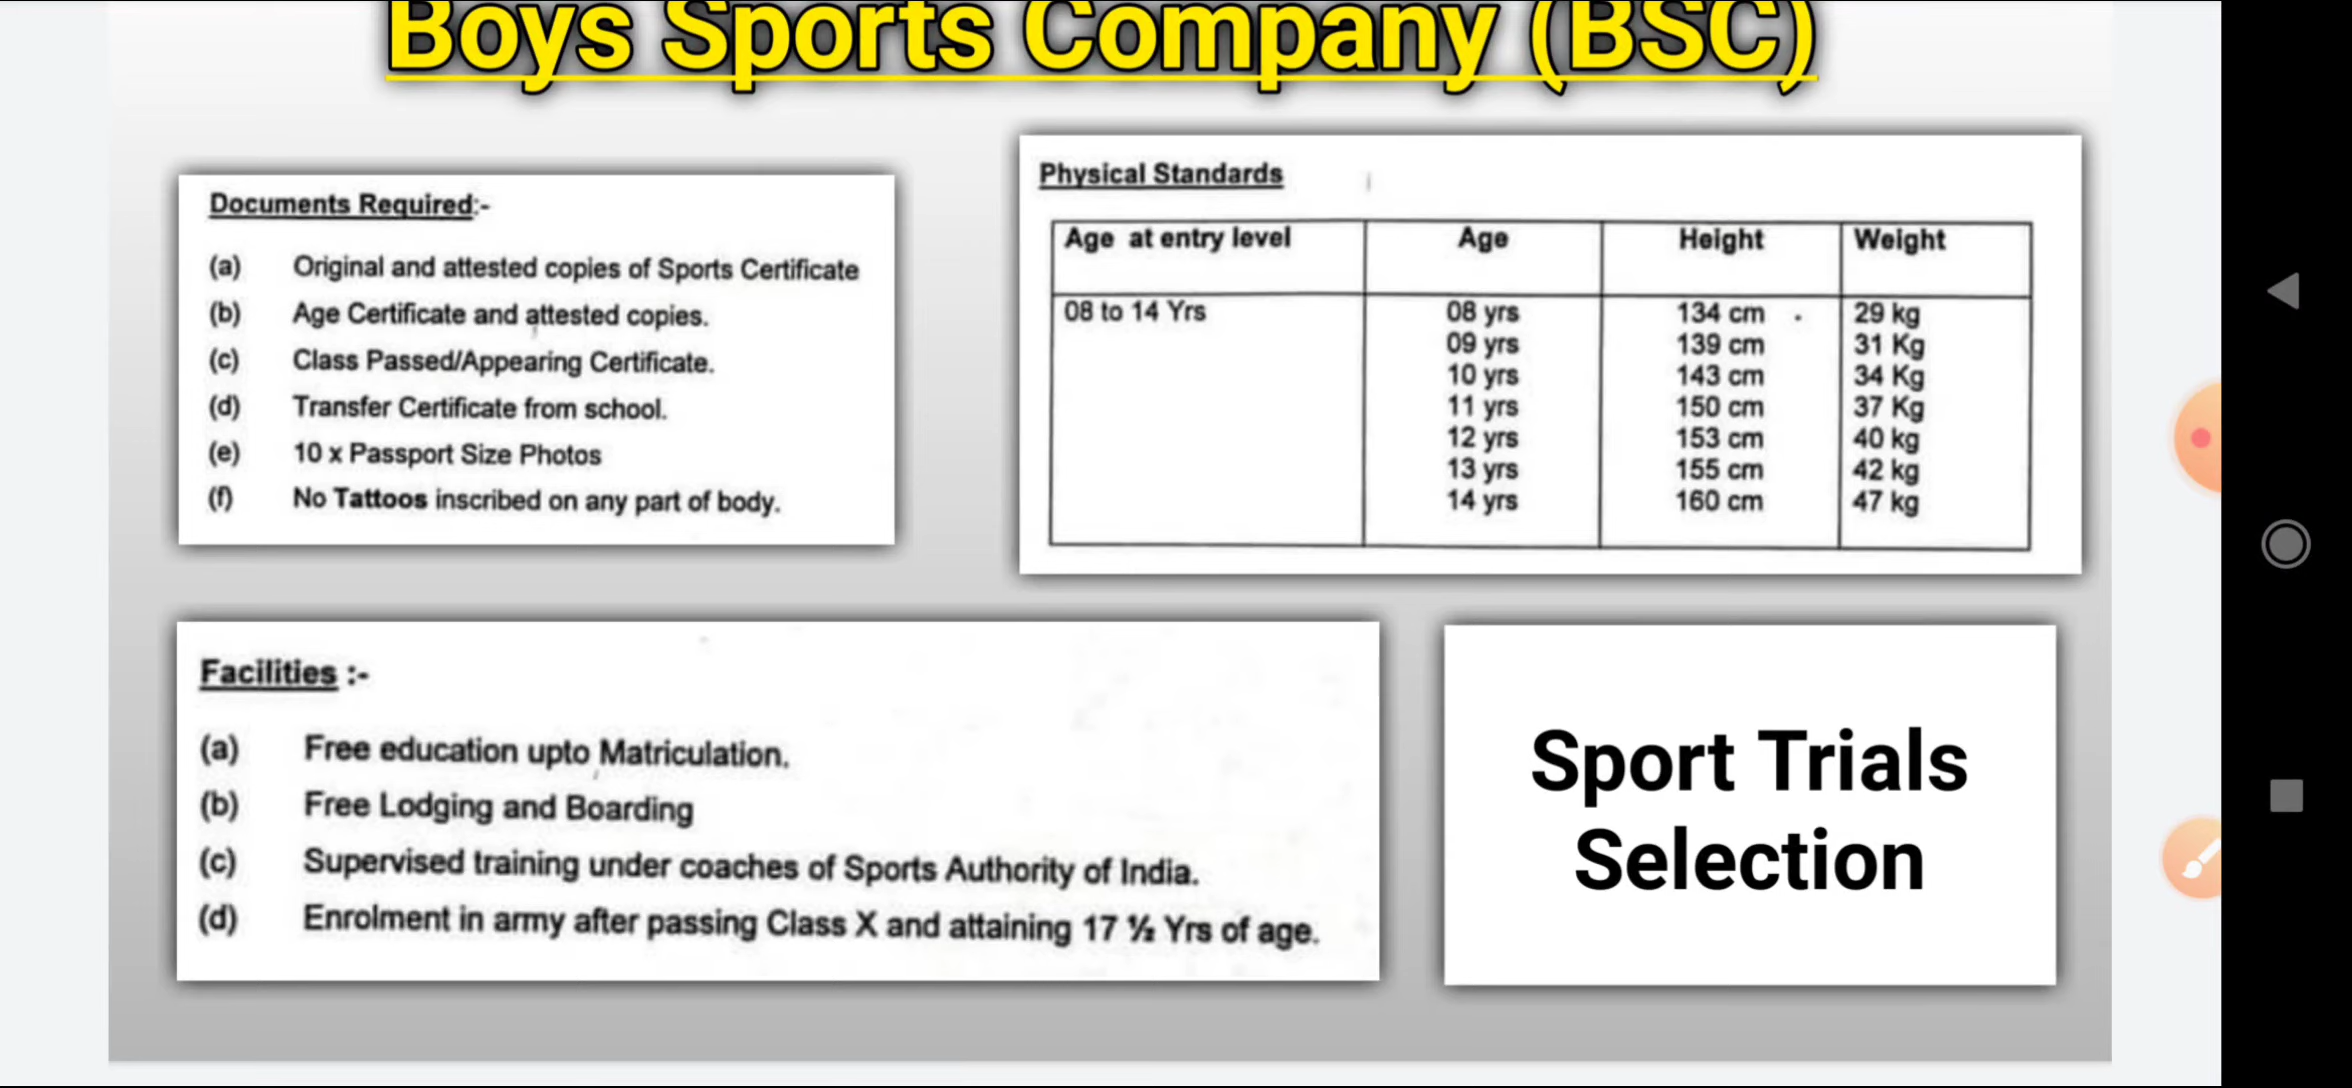 Boys Sports Company (BSC)
Documents Required:-
(a) Original and attested copies of Sports Certificate
(b) Age Certificate and attested copies.
(c) Class Passed/Appearing Certificate.
(d) Transfer Certificate from school.
(e) 10 x Passport Size Photos
(f) No Tattoos inscribed on any part of body.
Physical Standards
Age at entry level Age Height Weight
08 to 14 Yrs 08 yrs 134 cm 29 kg
09 yrs 139 cm 31 Kg
10 yrs 143 cm 34 Kg
11 yrs 150 cm 37 Kg
12 yrs 153 cm 40 kg
13 yrs 155 cm 42 kg
14 yrs 160 cm 47 kg
Facilities :-
(a) Free education upto Matriculation.
(b) Free Lodging and Boarding
(c) Supervised training under coaches of Sports Authority of India.
(d) Enrolment in army after passing Class X and attaining 17 ½ Yrs of age.
Sport Trials
Selection